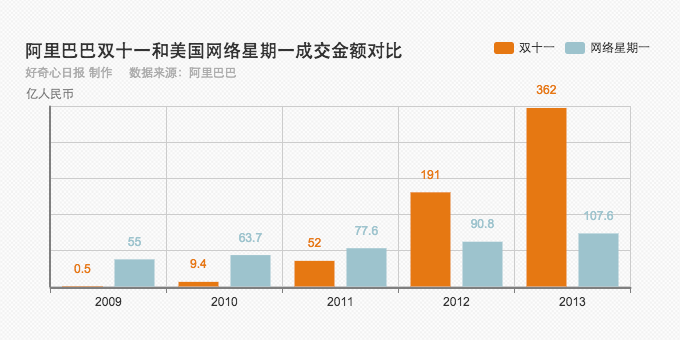 阿里巴巴双十一和美国网络星期一成交金额对比
双十一 网络星期一
好奇心日报 制作 数据来源：阿里巴巴
亿人民币
0.5 55 9.4 63.7 52 77.6 191 90.8 362 107.6
2009 2010 2011 2012 2013